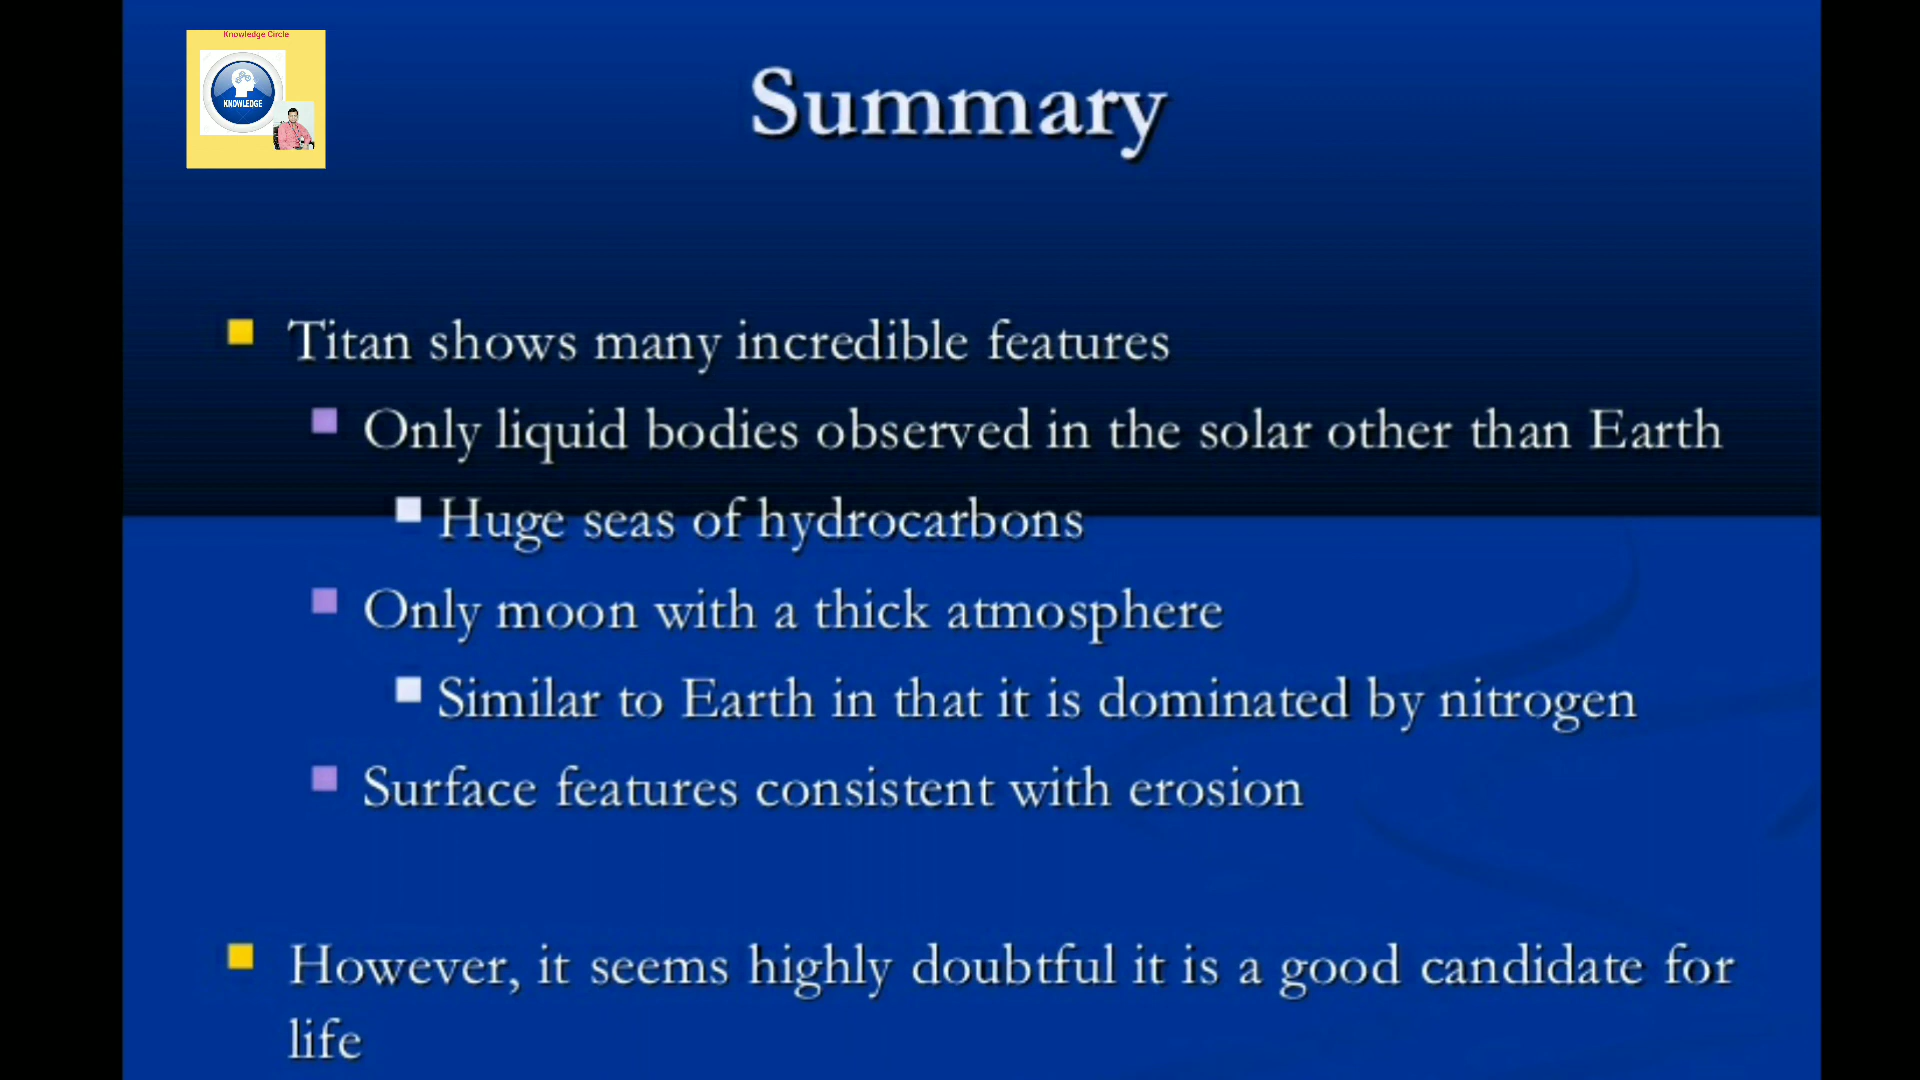 Knowledge Circle
KNOWLEDGE
Summary
Titan shows many incredible features
Only liquid bodies observed in the solar other than Earth
Huge seas of hydrocarbons
Only moon with a thick atmosphere
Similar to Earth in that it is dominated by nitrogen
Surface features consistent with erosion
However, it seems highly doubtful it is a good candidate for
life